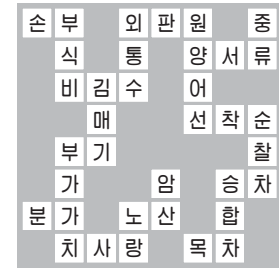 손 부 외 판 원 중
식 통 양 서 류
비 김 수 어
매 선 착 순
부 기 찰
가 암 승 차
분 가 노 산 합
치 사 랑 목 차